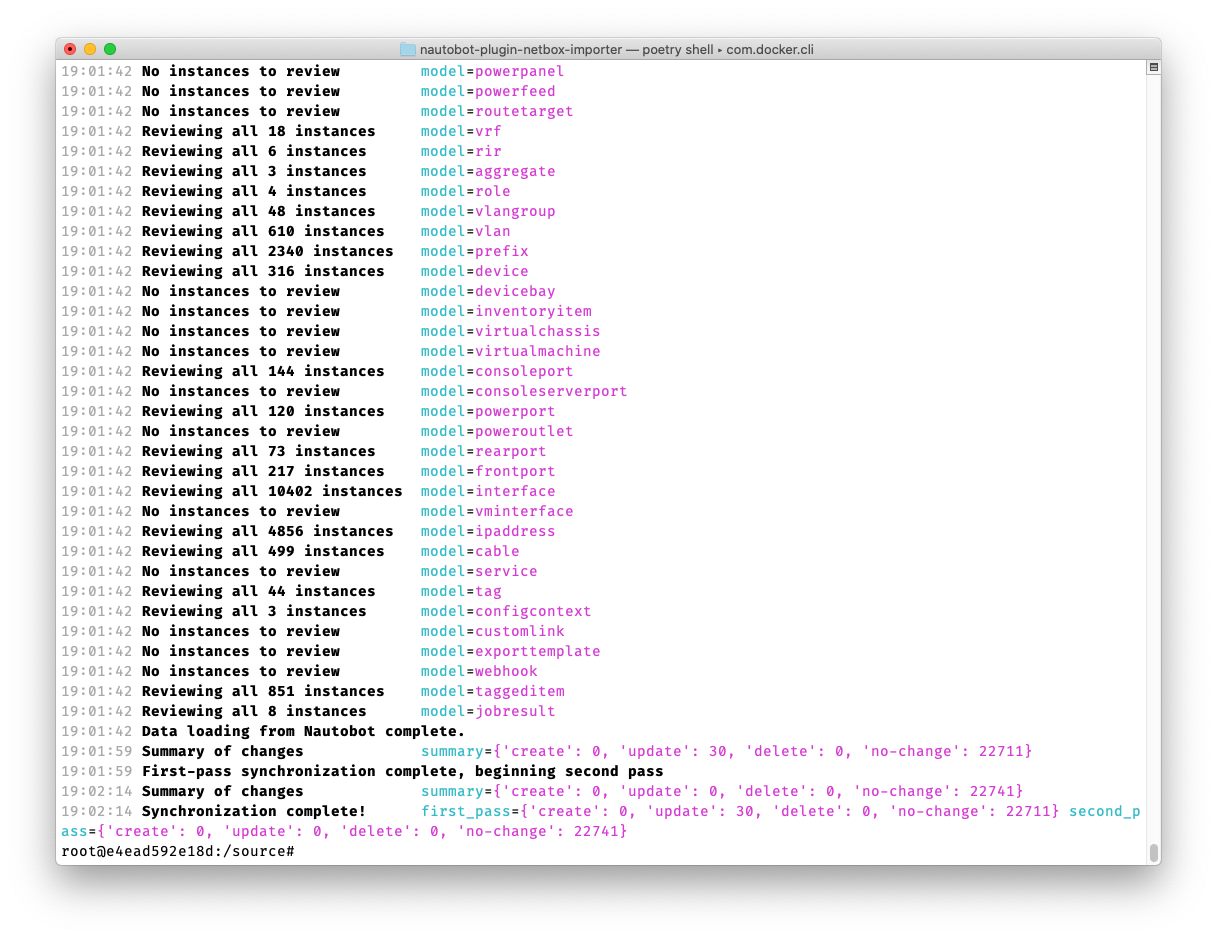 nautobot-plugin-netbox-importer — poetry shell ▸ com.docker.cli
19:01:42 No instances to review model=powerpanel
19:01:42 No instances to review model=powerfeed
19:01:42 No instances to review model=routetarget
19:01:42 Reviewing all 18 instances model=vrf
19:01:42 Reviewing all 6 instances model=rir
19:01:42 Reviewing all 3 instances model=aggregate
19:01:42 Reviewing all 4 instances model=role
19:01:42 Reviewing all 48 instances model=vlangroup
19:01:42 Reviewing all 610 instances model=vlan
19:01:42 Reviewing all 2340 instances model=prefix
19:01:42 Reviewing all 316 instances model=device
19:01:42 No instances to review model=devicebay
19:01:42 No instances to review model=inventoryitem
19:01:42 No instances to review model=virtualchassis
19:01:42 No instances to review model=virtualmachine
19:01:42 Reviewing all 144 instances model=consoleport
19:01:42 No instances to review model=consoleserverport
19:01:42 Reviewing all 120 instances model=powerport
19:01:42 No instances to review model=poweroutlet
19:01:42 Reviewing all 73 instances model=rearport
19:01:42 Reviewing all 217 instances model=frontport
19:01:42 Reviewing all 10402 instances model=interface
19:01:42 No instances to review model=vminterface
19:01:42 Reviewing all 4856 instances model=ipaddress
19:01:42 Reviewing all 499 instances model=cable
19:01:42 No instances to review model=service
19:01:42 Reviewing all 44 instances model=tag
19:01:42 Reviewing all 3 instances model=configcontext
19:01:42 No instances to review model=customlink
19:01:42 No instances to review model=exporttemplate
19:01:42 No instances to review model=webhook
19:01:42 Reviewing all 851 instances model=taggeditem
19:01:42 Reviewing all 8 instances model=jobresult
19:01:42 Data loading from Nautobot complete.
19:01:59 Summary of changes summary={'create': 0, 'update': 30, 'delete': 0, 'no-change': 22711}
19:01:59 First-pass synchronization complete, beginning second pass
19:02:14 Summary of changes summary={'create': 0, 'update': 0, 'delete': 0, 'no-change': 22741}
19:02:14 Synchronization complete! first_pass={'create': 0, 'update': 30, 'delete': 0, 'no-change': 22711} second_p
ass={'create': 0, 'update': 0, 'delete': 0, 'no-change': 22741}
root@e4ead592e18d:/source#